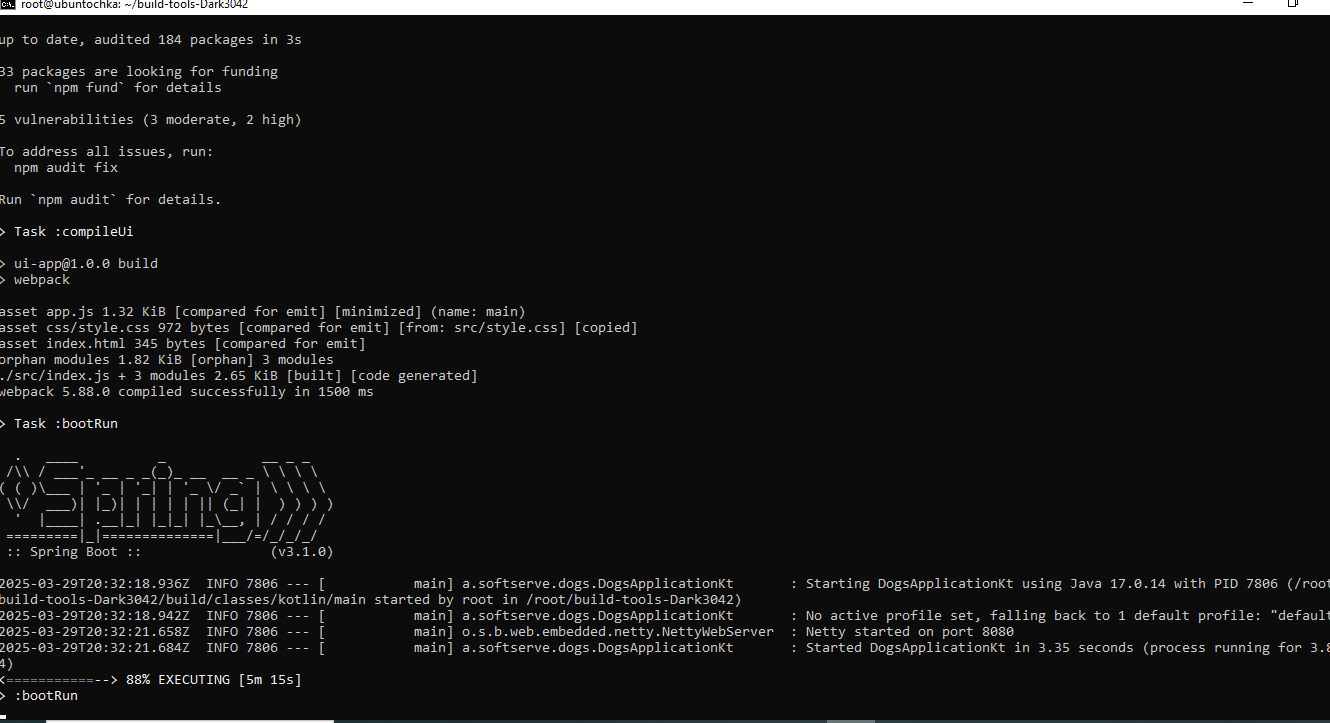 root@ubuntochka: ~/build-tools-Dark3042
up to date, audited 184 packages in 3s
33 packages are looking for funding
  run `npm fund` for details
5 vulnerabilities (3 moderate, 2 high)
To address all issues, run:
  npm audit fix
Run `npm audit` for details.
> Task :compileUi
> ui-app@1.0.0 build
> webpack
asset app.js 1.32 KiB [compared for emit] [minimized] (name: main)
asset css/style.css 972 bytes [compared for emit] [from: src/style.css] [copied]
asset index.html 345 bytes [compared for emit]
orphan modules 1.82 KiB [orphan] 3 modules
./src/index.js + 3 modules 2.65 KiB [built] [code generated]
webpack 5.88.0 compiled successfully in 1500 ms
> Task :bootRun
Spring
:: Spring Boot ::                (v3.1.0)
2025-03-29T20:32:18.936Z  INFO 7806 --- [           main] a.softserve.dogs.DogsApplicationKt       : Starting DogsApplicationKt using Java 17.0.14 with PID 7806 (/root
build-tools-Dark3042/build/classes/kotlin/main started by root in /root/build-tools-Dark3042)
2025-03-29T20:32:18.942Z  INFO 7806 --- [           main] a.softserve.dogs.DogsApplicationKt       : No active profile set, falling back to 1 default profile: "default
2025-03-29T20:32:21.658Z  INFO 7806 --- [           main] o.s.b.web.embedded.netty.NettyWebServer  : Netty started on port 8080
2025-03-29T20:32:21.684Z  INFO 7806 --- [           main] a.softserve.dogs.DogsApplicationKt       : Started DogsApplicationKt in 3.35 seconds (process running for 3.8
4)
<===========--> 88% EXECUTING [5m 15s]
> :bootRun